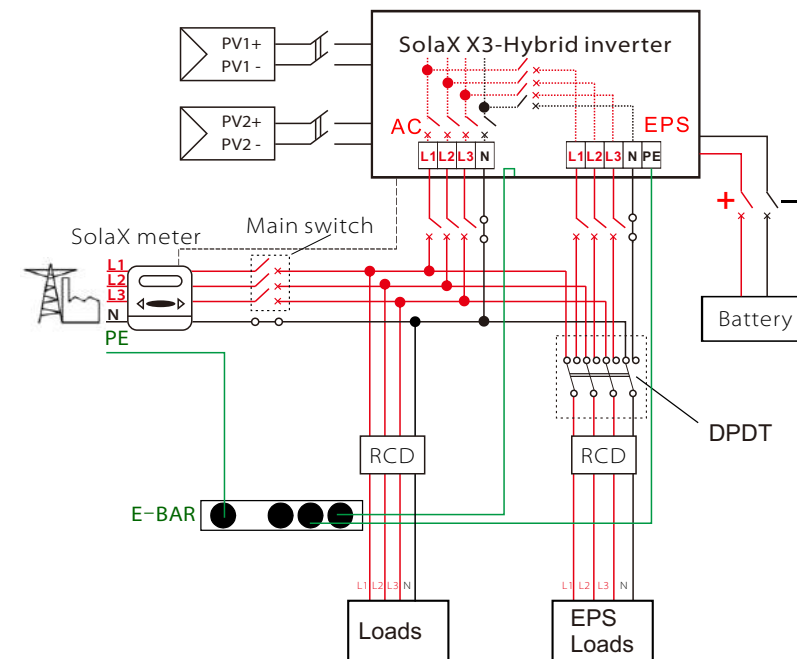 PV1+
PV1 -
PV2+
PV2 -
SolaX X3-Hybrid inverter
AC
EPS
L1 L2 L3 N
L1 L2 L3 N PE
+
−
SolaX meter
Main switch
L1
L2
L3
N
PE
Battery
DPDT
RCD
RCD
E-BAR
L1 L2 L3 N
L1 L2 L3 N
Loads
EPS
Loads